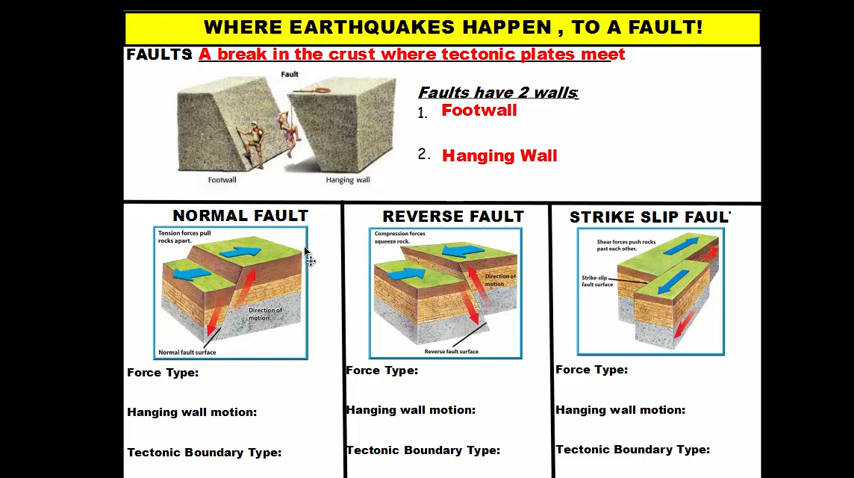 WHERE EARTHQUAKES HAPPEN , TO A FAULT!
FAULTS: A break in the crust where tectonic plates meet
Fault
Footwall
Hanging wall
Faults have 2 walls
1. Footwall
2. Hanging Wall
NORMAL FAULT
Tension forces pull
rocks apart.
Direction of
motion.
Normal fault surface
Force Type:
Hanging wall motion:
Tectonic Boundary Type:
REVERSE FAULT
Compression forces
squeeze rock.
Direction of
motion
Reverse fault surface
Force Type:
Hanging wall motion:
Tectonic Boundary Type:
STRIKE SLIP FAUL
Shear forces push rocks
past each other.
Strike-slip
fault surface
Force Type:
Hanging wall motion:
Tectonic Boundary Type: